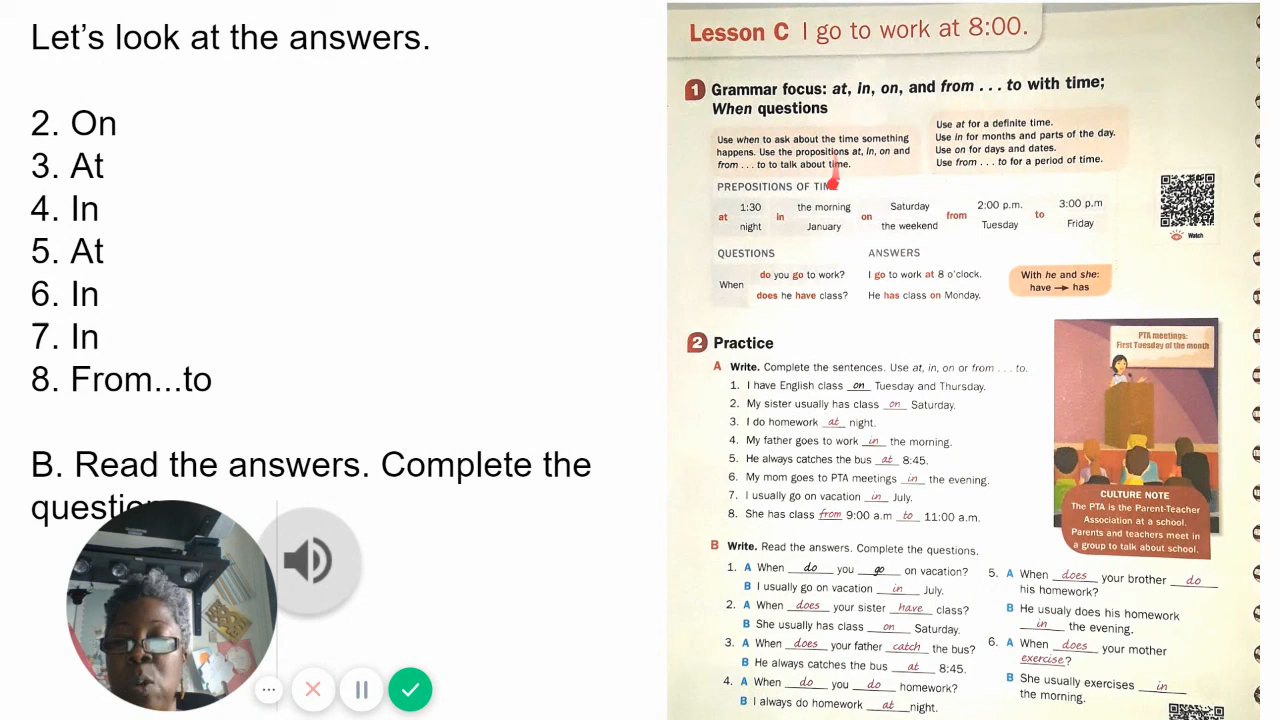 Let's look at the answers.
2. On
3. At
4. In
5. At
6. In
7. In
8. From...to
B. Read the answers. Complete the
Lesson C I go to work at 8:00.
1 Grammar focus: at, in, on, and from . . . to with time;
When questions
Use when to ask about the time something
happens. Use the propositions at, in, on and
from . . . to to talk about time.
Use at for a definite time.
Use in for months and parts of the day.
Use on for days and dates.
Use from . . . to for a period of time.
PREPOSITIONS OF
at 1:30 in the morning on Saturday from 2:00 p.m. to 3:00 p.m
night January the weekend Tuesday Friday
Watch
QUESTIONS ANSWERS
When do you go to work? I go to work at 8 o'clock.
does he have class? He has class on Monday.
With he and she:
have → has
2 Practice
A Write. Complete the sentences. Use at, in, on or from . . . to.
1. I have English class on Tuesday and Thursday.
2. My sister usually has class on Saturday.
3. I do homework at night.
4. My father goes to work in the morning.
5. He always catches the bus at 8:45.
6. My mom goes to PTA meetings in the evening.
7. I usually go on vacation in July.
8. She has class from 9:00 a.m to 11:00 a.m.
PTA meetings:
First Tuesday of the month
CULTURE NOTE
The PTA is the Parent-Teacher
Association at a school.
Parents and teachers meet in
a group to talk about school.
B Write. Read the answers. Complete the questions.
1. A When do you go on vacation?
B I usually go on vacation in July.
2. A When does your sister have class?
B She usually has class on Saturday.
3. A When does your father catch the bus?
B He always catches the bus at 8:45.
4. A When do you do homework?
B I always do homework at night.
5. A When does your brother do
his homework?
B He usualy does his homework
in the evening.
6. A When does your mother
exercise?
B She usually exercises in
the morning.